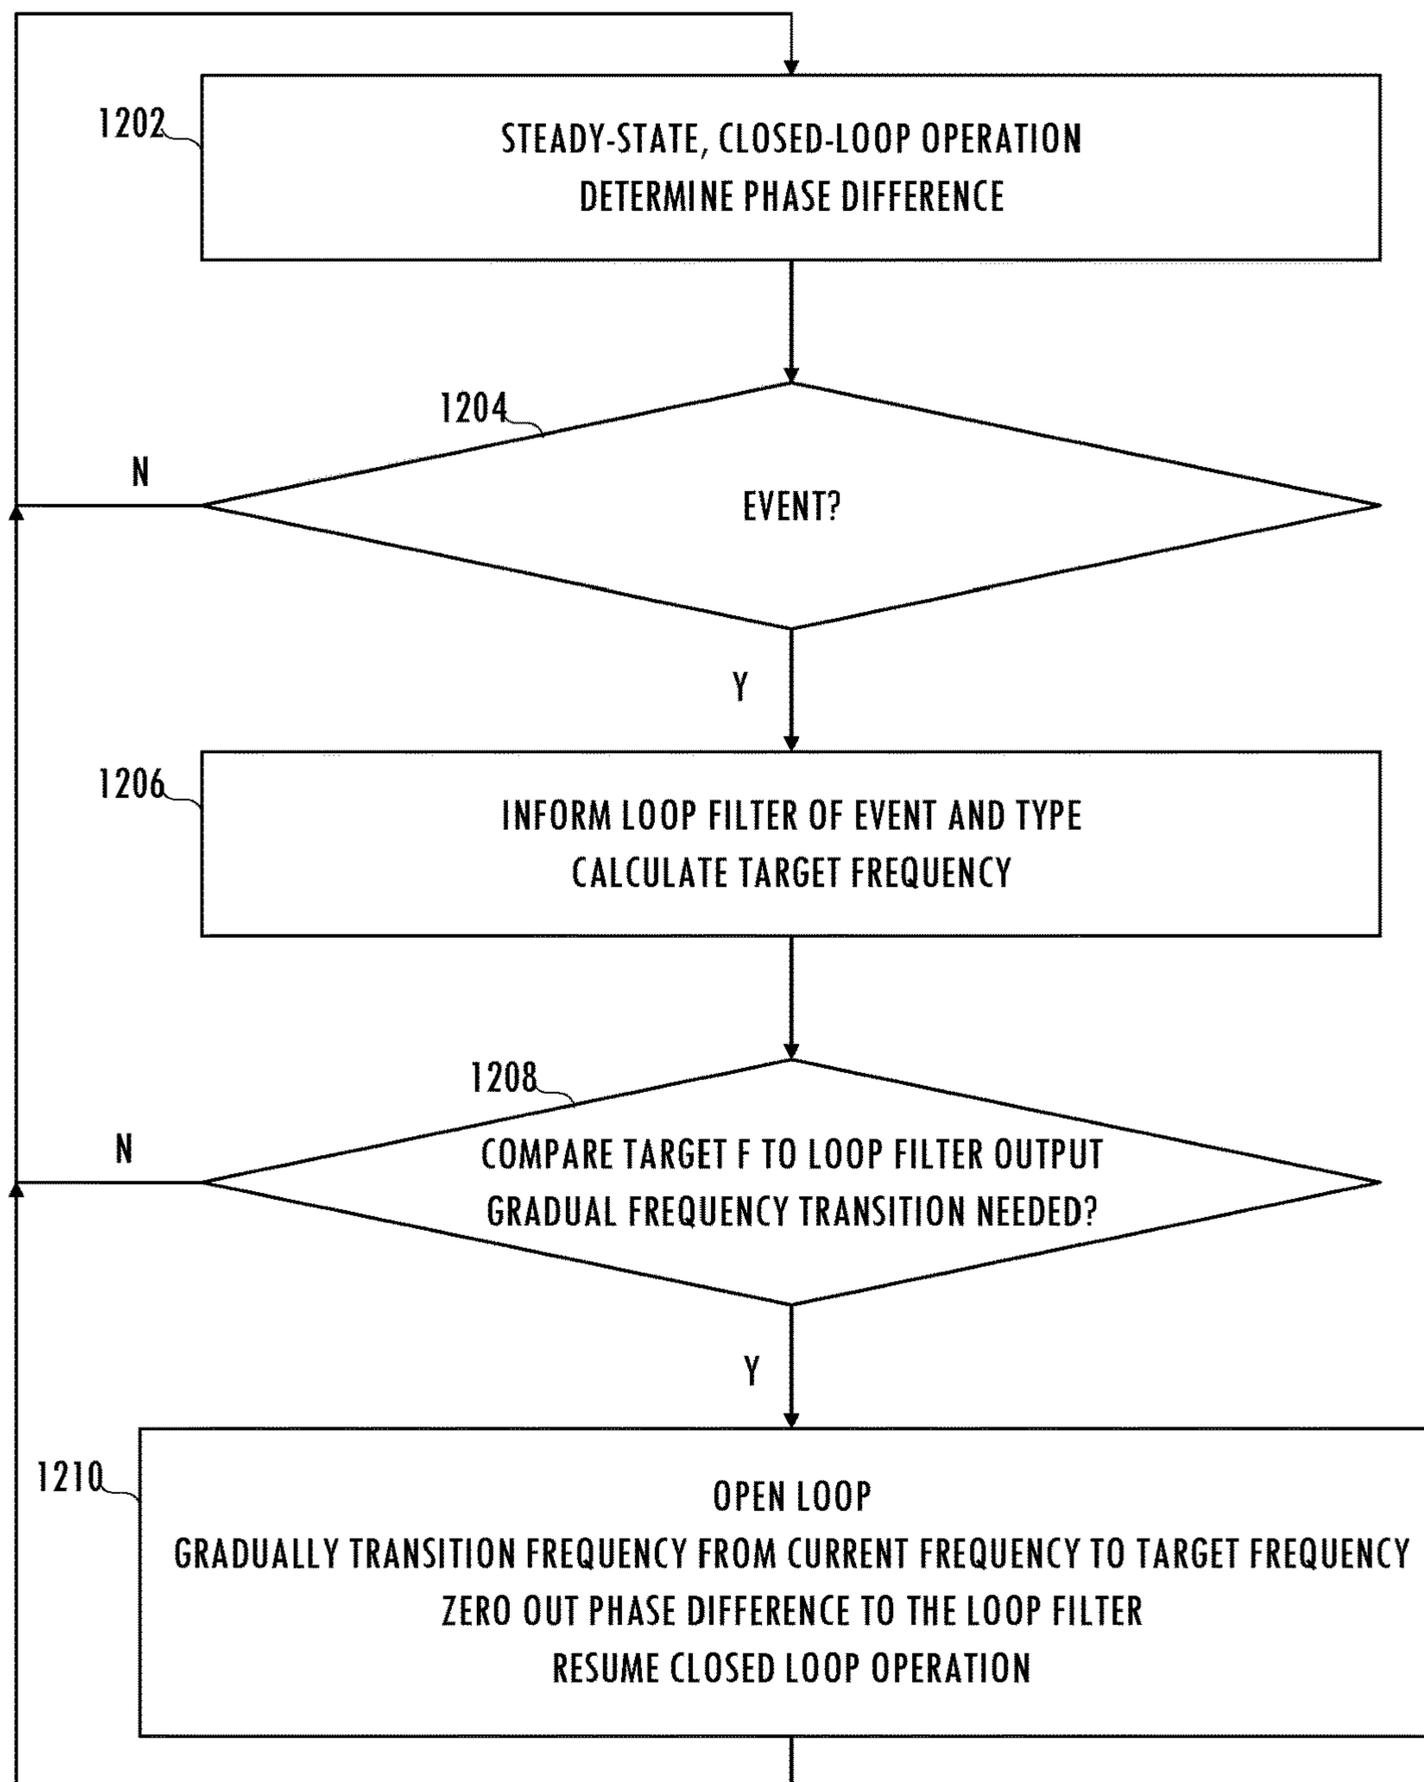 1202
STEADY-STATE, CLOSED-LOOP OPERATION
DETERMINE PHASE DIFFERENCE
1204
N
EVENT?
Y
1206
INFORM LOOP FILTER OF EVENT AND TYPE
CALCULATE TARGET FREQUENCY
1208
N
COMPARE TARGET F TO LOOP FILTER OUTPUT
GRADUAL FREQUENCY TRANSITION NEEDED?
Y
1210
OPEN LOOP
GRADUALLY TRANSITION FREQUENCY FROM CURRENT FREQUENCY TO TARGET FREQUENCY
ZERO OUT PHASE DIFFERENCE TO THE LOOP FILTER
RESUME CLOSED LOOP OPERATION